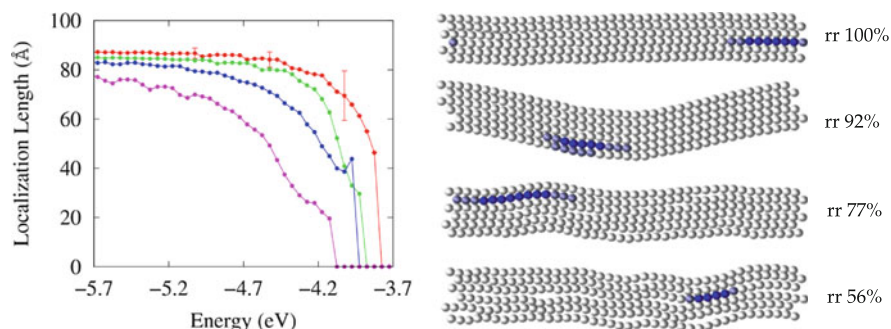 Localization Length (Å)
100
80
60
40
20
0
−5.7 −5.2 −4.7 −4.2 −3.7
Energy (eV)
rr 100%
rr 92%
rr 77%
rr 56%